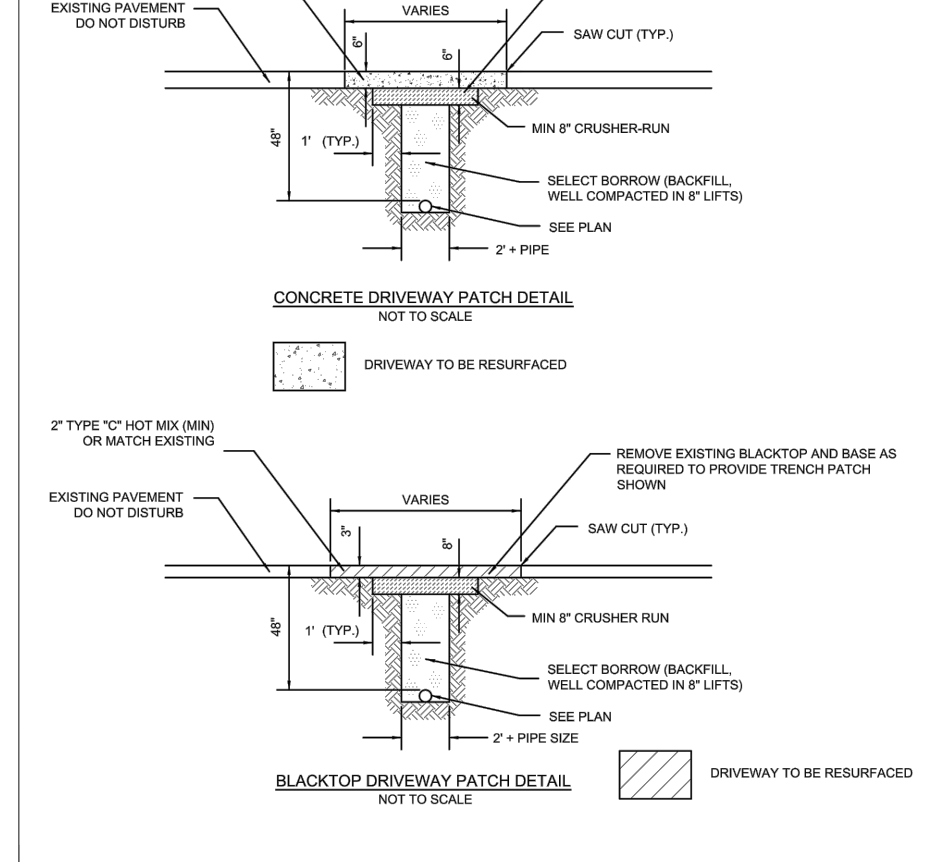 EXISTING PAVEMENT
DO NOT DISTURB
VARIES
SAW CUT (TYP.)
6"
6"
48"
1' (TYP.)
MIN 8" CRUSHER-RUN
SELECT BORROW (BACKFILL,
WELL COMPACTED IN 8" LIFTS)
SEE PLAN
2' + PIPE
CONCRETE DRIVEWAY PATCH DETAIL
NOT TO SCALE
DRIVEWAY TO BE RESURFACED
2" TYPE "C" HOT MIX (MIN)
OR MATCH EXISTING
REMOVE EXISTING BLACKTOP AND BASE AS
REQUIRED TO PROVIDE TRENCH PATCH
SHOWN
EXISTING PAVEMENT
DO NOT DISTURB
VARIES
SAW CUT (TYP.)
3"
8"
48"
1' (TYP.)
MIN 8" CRUSHER RUN
SELECT BORROW (BACKFILL,
WELL COMPACTED IN 8" LIFTS)
SEE PLAN
2' + PIPE SIZE
BLACKTOP DRIVEWAY PATCH DETAIL
NOT TO SCALE
DRIVEWAY TO BE RESURFACED